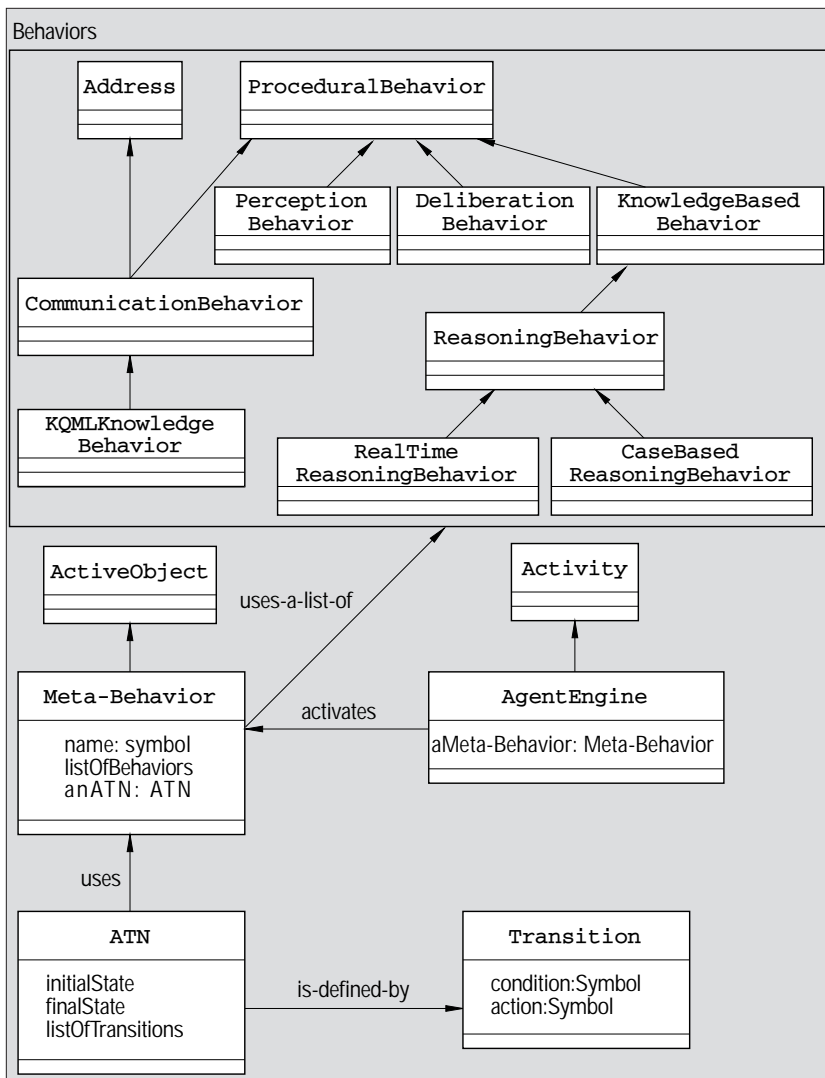 Behaviors
Address
ProceduralBehavior
Perception
Behavior
Deliberation
Behavior
KnowledgeBased
Behavior
CommunicationBehavior
ReasoningBehavior
KQMLKnowledge
Behavior
RealTime
ReasoningBehavior
CaseBased
ReasoningBehavior
ActiveObject
Activity
uses-a-list-of
Meta-Behavior
name: symbol
listOfBehaviors
anATN: ATN
activates
AgentEngine
aMeta-Behavior: Meta-Behavior
uses
ATN
initialState
finalState
listOfTransitions
is-defined-by
Transition
condition:Symbol
action:Symbol